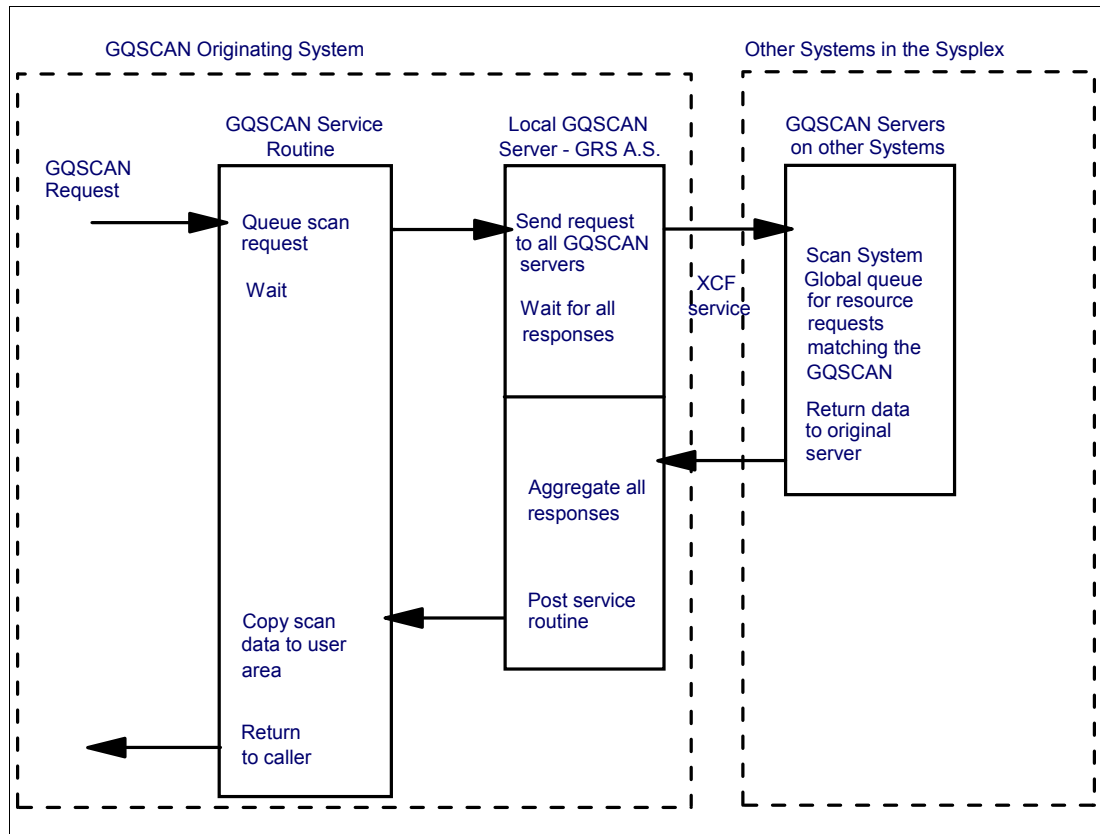 GQSCAN Originating System
Other Systems in the Sysplex
GQSCAN Service
Routine
Local GQSCAN
Server - GRS A.S.
GQSCAN Servers
on other Systems
GQSCAN
Request
Queue scan
request
Wait
Send request
to all GQSCAN
servers
Wait for all
responses
XCF
service
Scan System
Global queue
for resource
requests
matching the
GQSCAN
Return data
to original
server
Aggregate all
responses
Post service
routine
Copy scan
data to user
area
Return
to caller